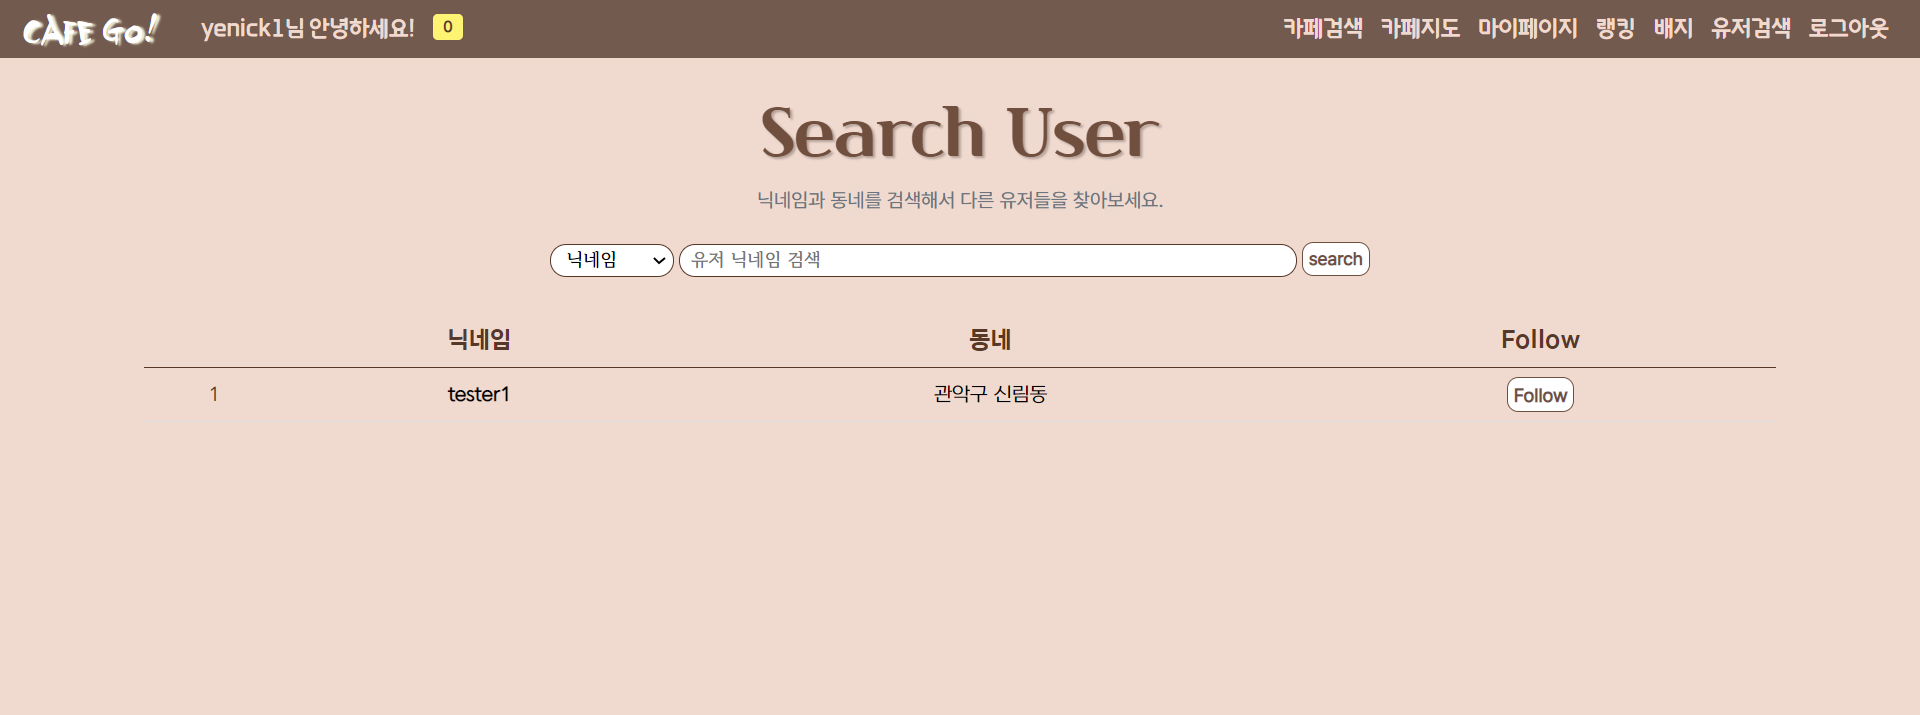 CAFE Go! yenick1님 안녕하세요! 0 카페검색 카페지도 마이페이지 랭킹 배지 유저검색 로그아웃
Search User
닉네임과 동네를 검색해서 다른 유저들을 찾아보세요.
닉네임 유저 닉네임 검색 search
닉네임 동네 Follow
1 tester1 관악구 신림동 Follow